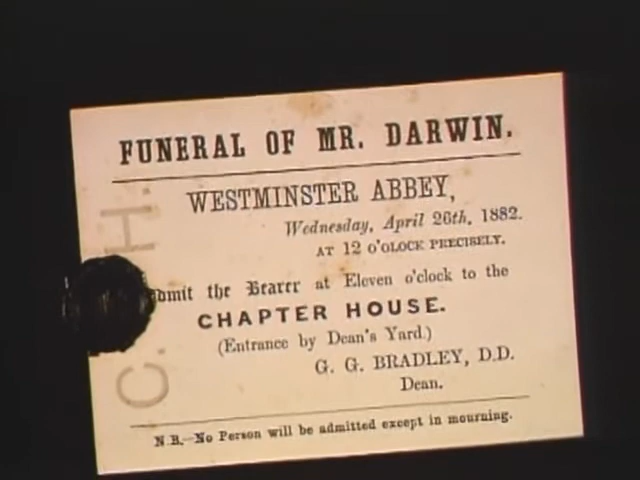 FUNERAL OF MR. DARWIN.
WESTMINSTER ABBEY,
Wednesday, April 26th, 1882.
AT 12 O'CLOCK PRECISELY.
Admit the Bearer at Eleven o'clock to the
CHAPTER HOUSE.
(Entrance by Dean's Yard.)
G. G. BRADLEY, D.D.
Dean.
N.B.—No Person will be admitted except in mourning.
C. H.